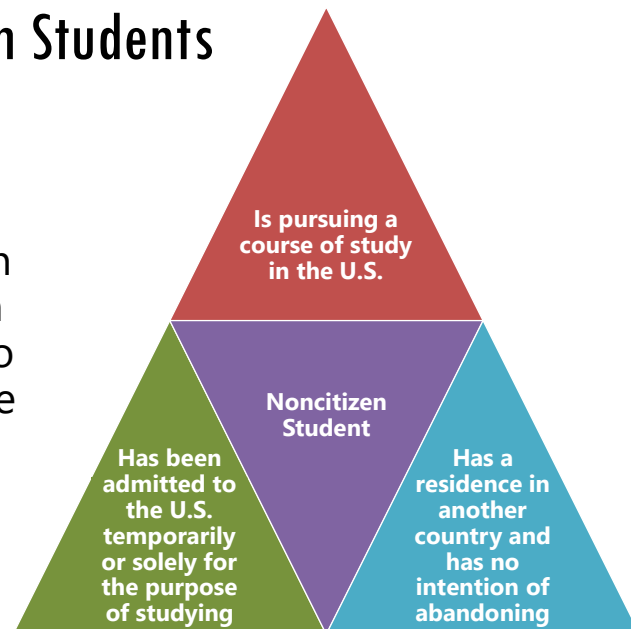 n Students
Is pursuing a
course of study
in the U.S.
n
o
e
Noncitizen
Student
Has been
admitted to
the U.S.
temporarily
or solely for
the purpose
of studying
Has a
residence in
another
country and
has no
intention of
abandoning